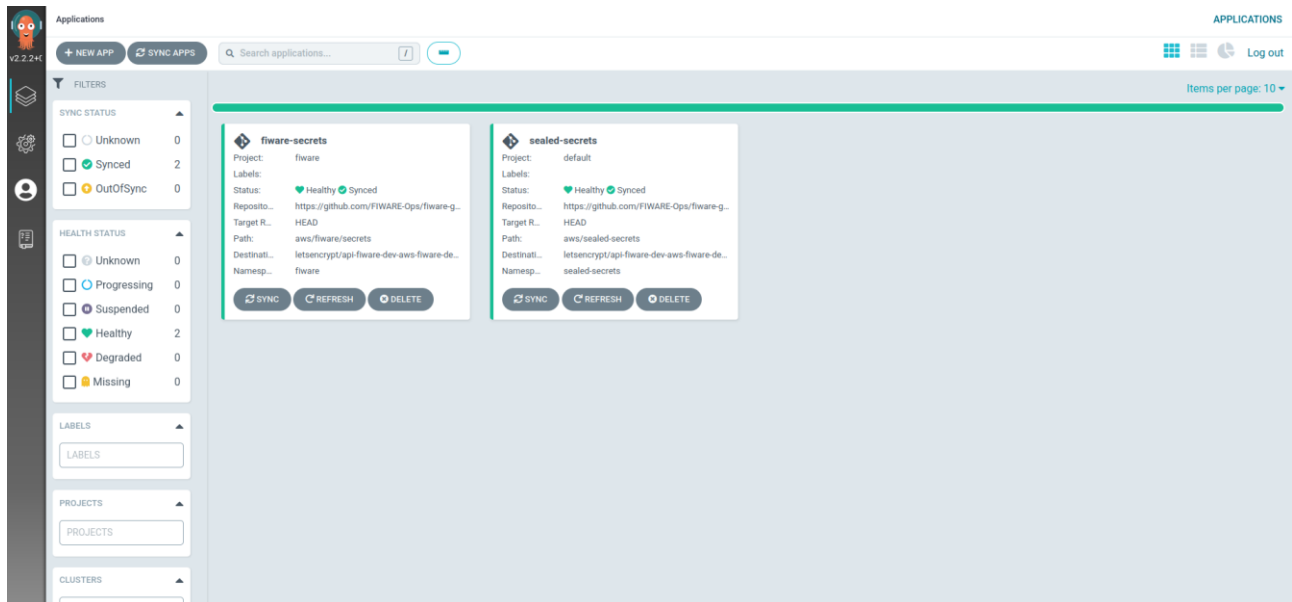 Applications
APPLICATIONS
v2.2.2+
+ NEW APP
SYNC APPS
Search applications...
/
Log out
FILTERS
Items per page: 10
SYNC STATUS
Unknown 0
Synced 2
OutOfSync 0
HEALTH STATUS
Unknown 0
Progressing 0
Suspended 0
Healthy 2
Degraded 0
Missing 0
LABELS
LABELS
PROJECTS
PROJECTS
CLUSTERS
fiware-secrets
Project: fiware
Labels:
Status: Healthy Synced
Reposito... https://github.com/FIWARE-Ops/fiware-g...
Target R... HEAD
Path: aws/fiware/secrets
Destinati... letsencrypt/api-fiware-dev-aws-fiware-de...
Namesp... fiware
SYNC
REFRESH
DELETE
sealed-secrets
Project: default
Labels:
Status: Healthy Synced
Reposito... https://github.com/FIWARE-Ops/fiware-g...
Target R... HEAD
Path: aws/sealed-secrets
Destinati... letsencrypt/api-fiware-dev-aws-fiware-de...
Namesp... sealed-secrets
SYNC
REFRESH
DELETE